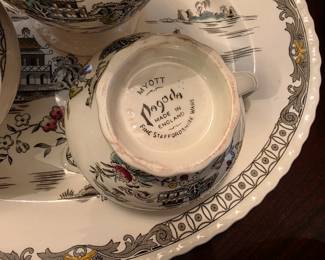 MYOTT
Pagoda
MADE IN
ENGLAND
FINE STAFFORDSHIRE WARE